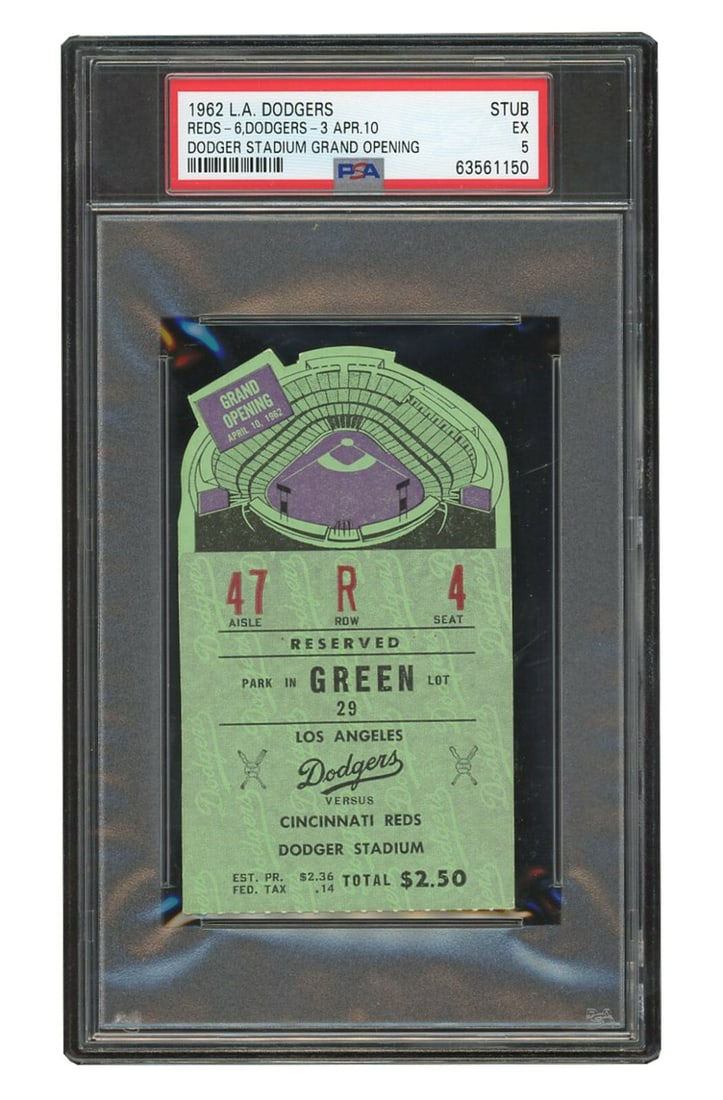 1962 L.A. DODGERS STUB
REDS-6,DODGERS-3 APR.10 EX
DODGER STADIUM GRAND OPENING 5
PSA 63561150
GRAND
OPENING
APRIL 10, 1962
47 R 4
AISLE ROW SEAT
RESERVED
PARK IN GREEN LOT
29
LOS ANGELES
Dodgers
VERSUS
CINCINNATI REDS
DODGER STADIUM
EST. PR. $2.36
FED. TAX .14 TOTAL $2.50